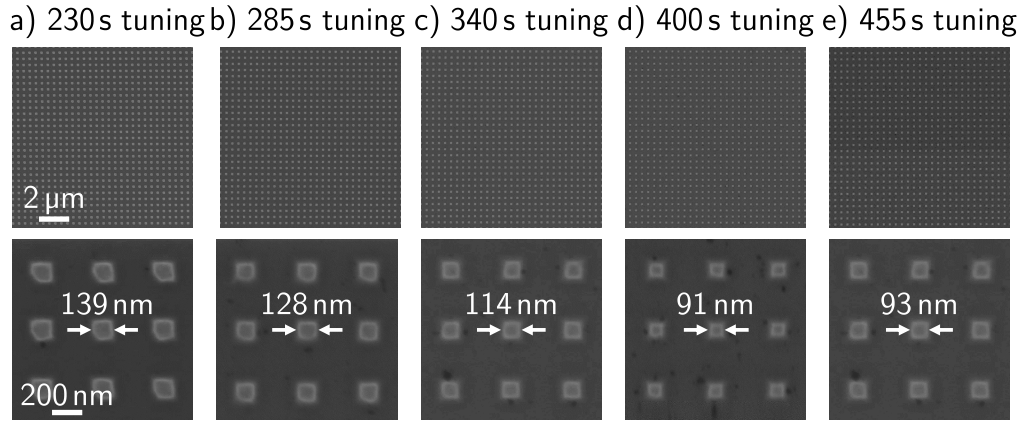 a) 230 s tuning b) 285 s tuning c) 340 s tuning d) 400 s tuning e) 455 s tuning
2 µm
139 nm 128 nm 114 nm 91 nm 93 nm
200 nm